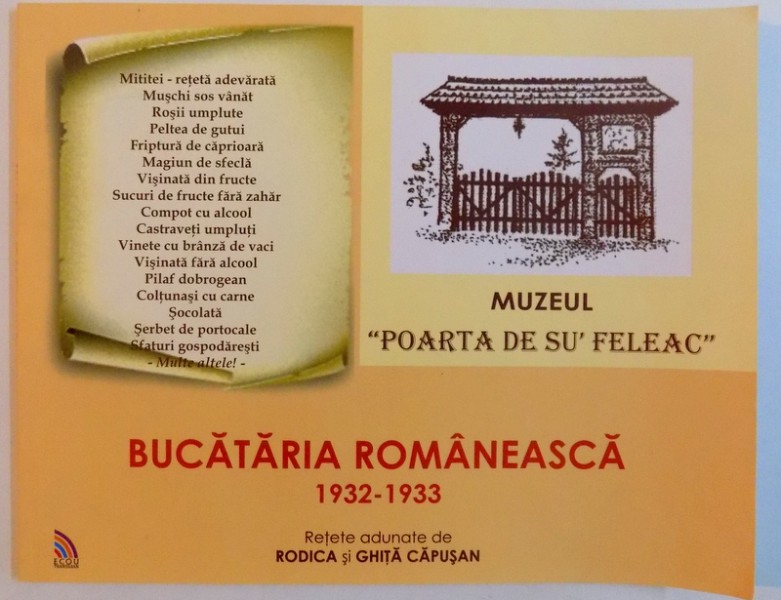 Mititei - rețetă adevărată
Mușchi sos vânăt
Roșii umplute
Peltea de gutui
Friptură de căprioară
Magiun de sfeclă
Vișinată din fructe
Sucuri de fructe fără zahăr
Compot cu alcool
Castraveți umpluți
Vinete cu brânză de vaci
Vișinată fără alcool
Pilaf dobrogean
Colțunași cu carne
Șocolată
Șerbet de portocale
Sfaturi gospodărești
- Multe altele! -
MUZEUL
“POARTA DE SU’ FELEAC”
BUCĂTĂRIA ROMÂNEASCĂ
1932-1933
Rețete adunate de
RODICA și GHIȚĂ CĂPUȘAN
ECOU